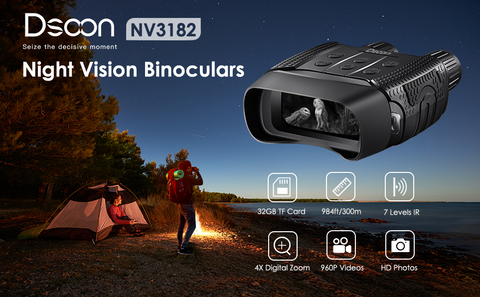 Dsoon NV3182
Seize the decisive moment
Night Vision Binoculars
32GB TF Card
984ft/300m
7 Levels IR
4X Digital Zoom
960P Videos
HD Photos